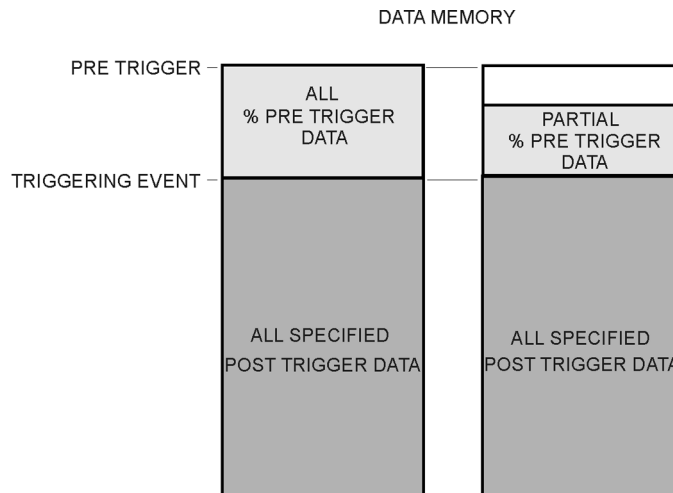 DATA MEMORY
PRE TRIGGER
ALL
% PRE TRIGGER
DATA
PARTIAL
% PRE TRIGGER
DATA
TRIGGERING EVENT
ALL SPECIFIED
POST TRIGGER DATA
ALL SPECIFIED
POST TRIGGER DATA